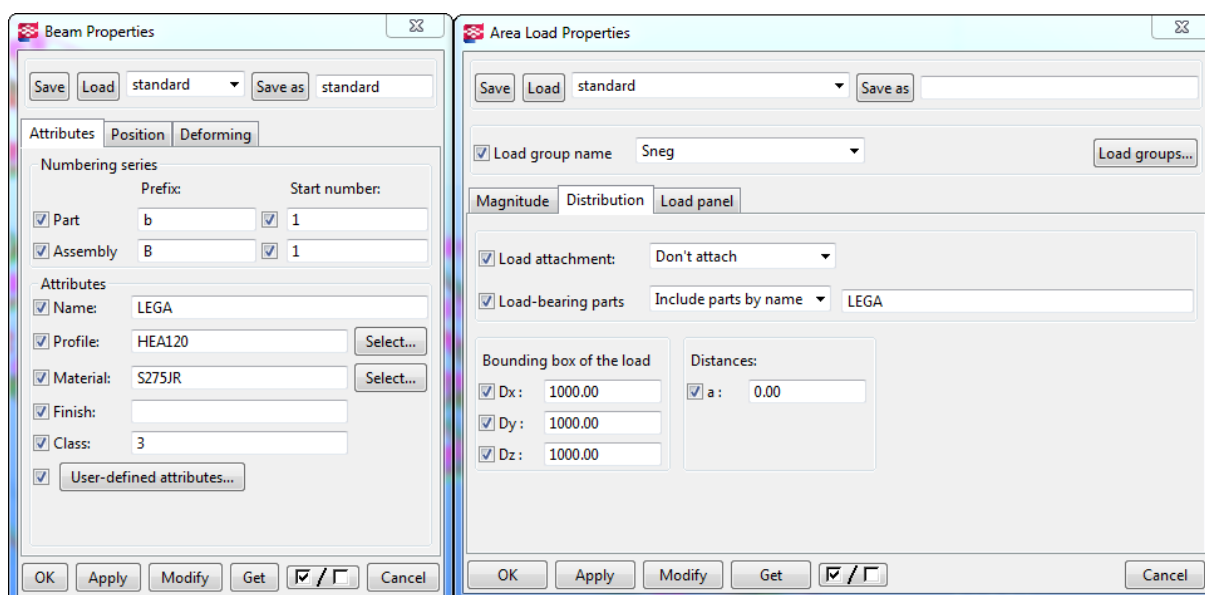 Beam Properties
Save Load standard Save as standard
Attributes Position Deforming
Numbering series
Prefix: Start number:
Part b 1
Assembly B 1
Attributes
Name: LEGA
Profile: HEA120 Select...
Material: S275JR Select...
Finish:
Class: 3
User-defined attributes...
OK Apply Modify Get / Cancel
Area Load Properties
Save Load standard Save as
Load group name Sneg Load groups...
Magnitude Distribution Load panel
Load attachment: Don't attach
Load-bearing parts Include parts by name LEGA
Bounding box of the load Distances:
Dx : 1000.00 a : 0.00
Dy : 1000.00
Dz : 1000.00
OK Apply Modify Get / Cancel